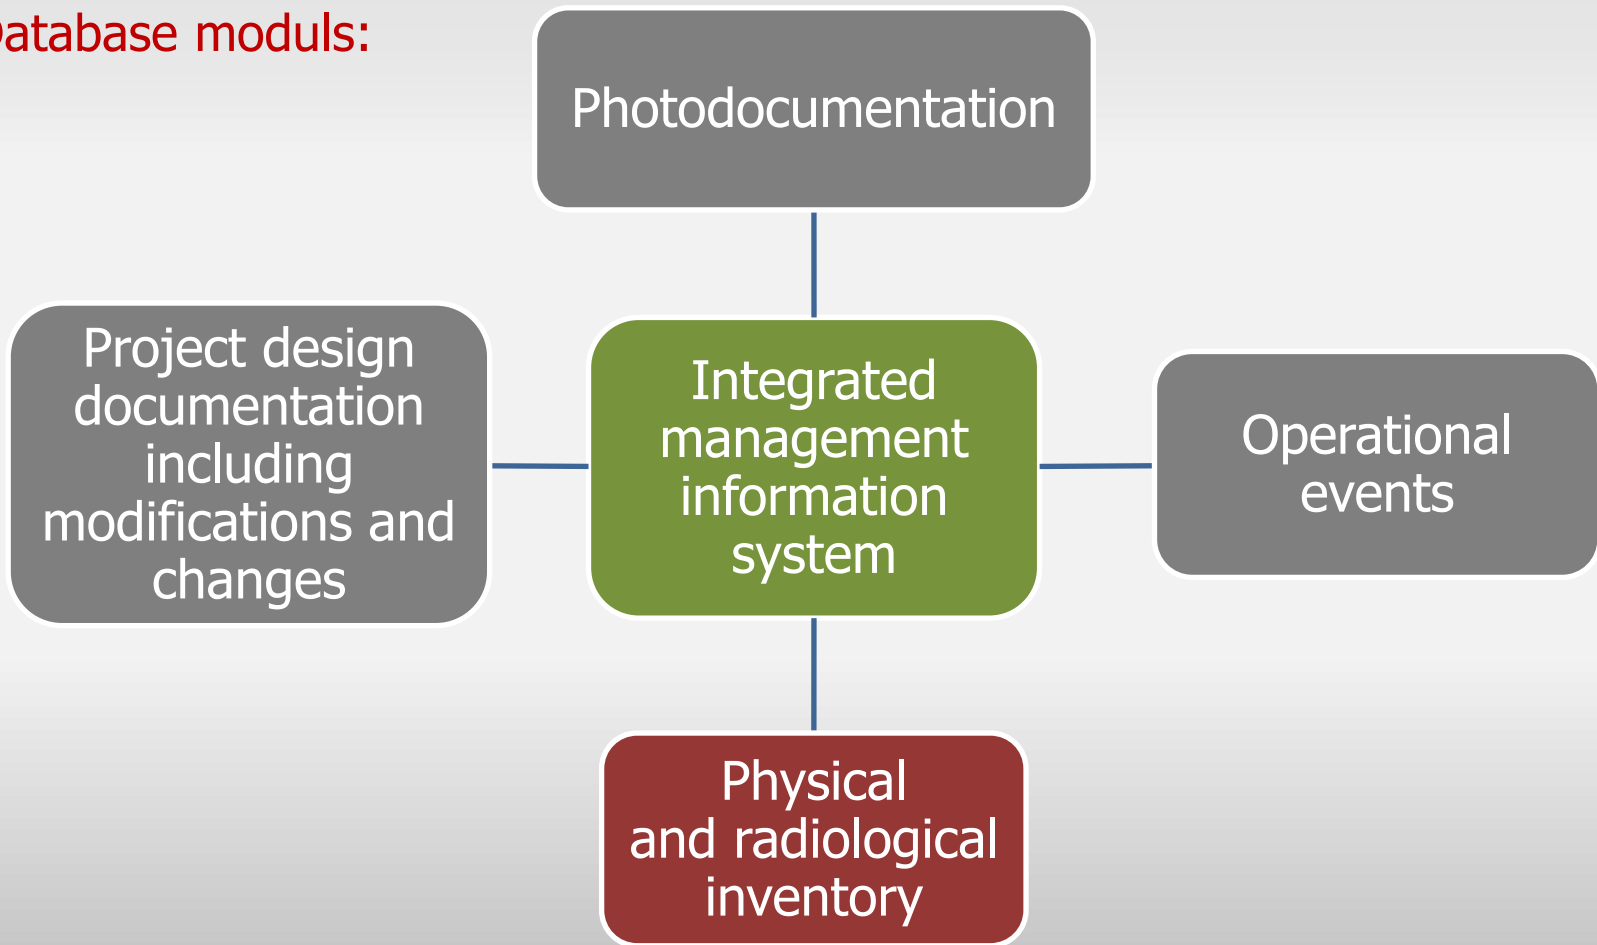 Database moduls:
Photodocumentation
Project design
documentation
including
modifications and
changes
Integrated
management
information
system
Operational
events
Physical
and radiological
inventory